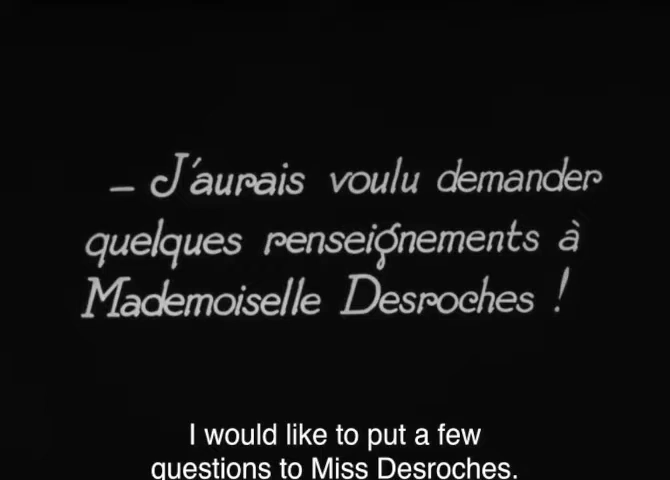 – J'aurais voulu demander
quelques renseignements à
Mademoiselle Desroches !
I would like to put a few
questions to Miss Desroches.